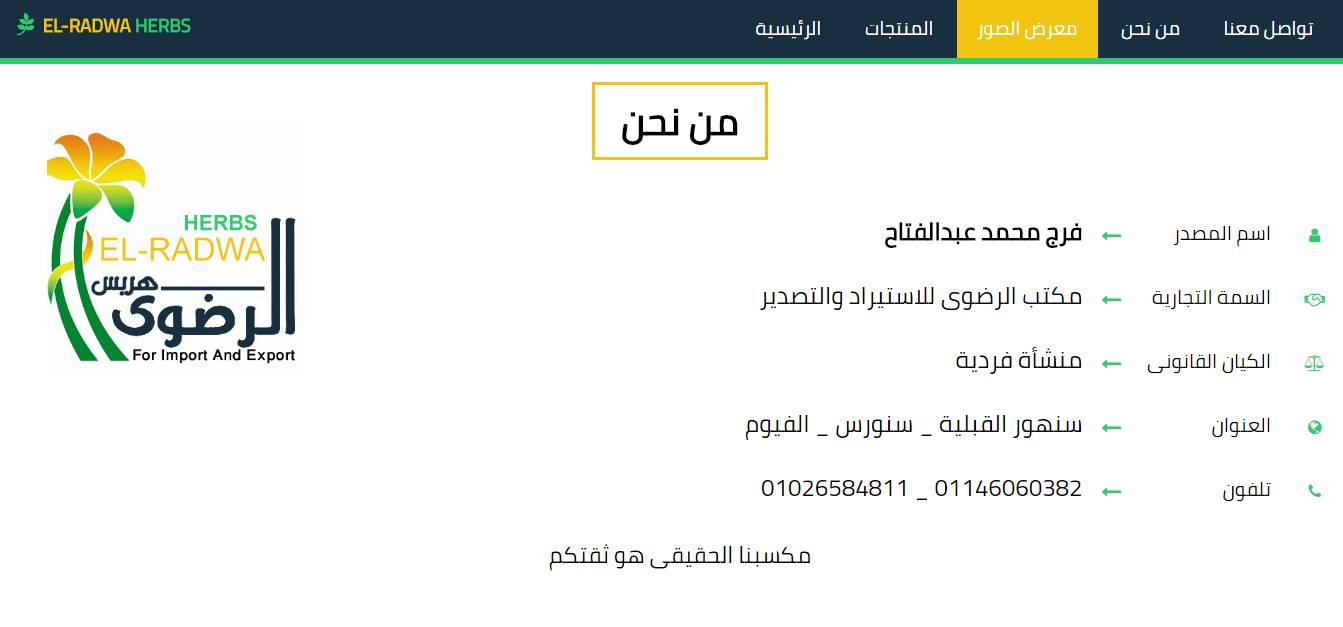 EL-RADWA HERBS
تواصل معنا
من نحن
معرض الصور
المنتجات
الرئيسية
من نحن
HERBS
EL-RADWA
هربس
الرضوى
For Import And Export
اسم المصدر ← فرج محمد عبدالفتاح
السمة التجارية ← مكتب الرضوى للاستيراد والتصدير
الكيان القانونى ← منشأة فردية
العنوان ← سنهور القبلية _ سنورس _ الفيوم
تلفون ← 01146060382 _ 01026584811
مكسبنا الحقيقى هو ثقتكم